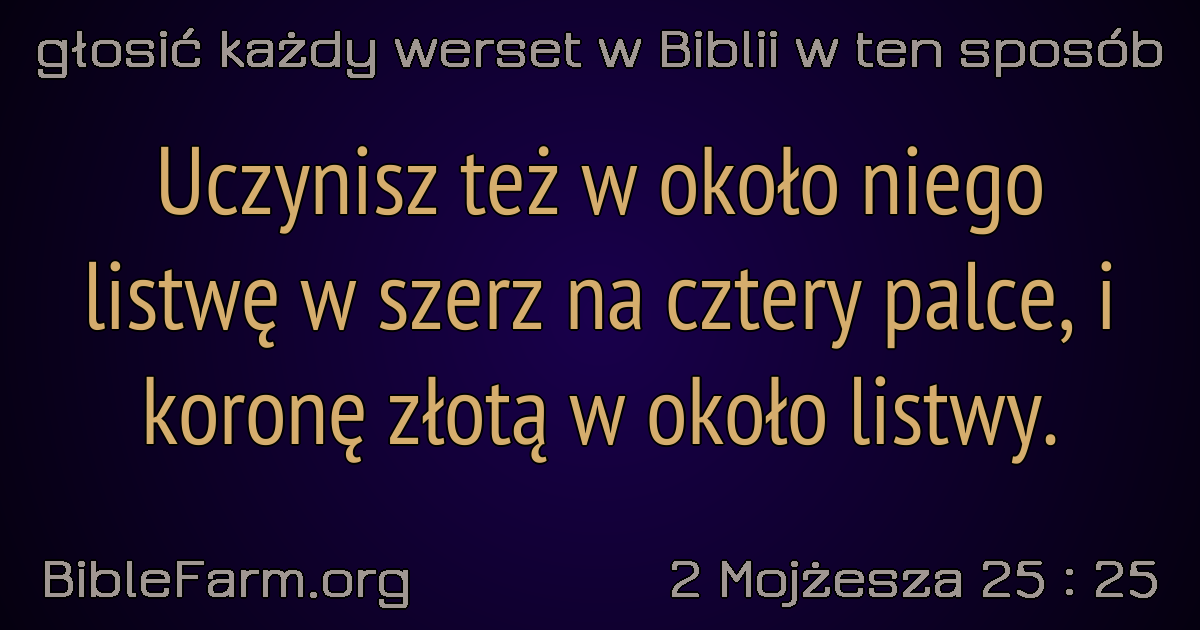 głosić każdy werset w Biblii w ten sposób
Uczynisz też w około niego
listwę w szerz na cztery palce, i
koronę złotą w około listwy.
BibleFarm.org
2 Mojżesza 25 : 25